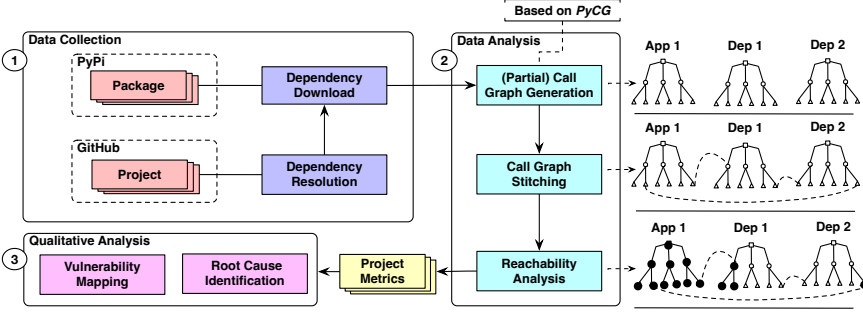 Based on PyCG
1
Data Collection
PyPi
Package
Dependency
Download
GitHub
Project
Dependency
Resolution
2
Data Analysis
(Partial) Call
Graph Generation
Call Graph
Stitching
Reachability
Analysis
App 1
Dep 1
Dep 2
App 1
Dep 1
Dep 2
App 1
Dep 1
Dep 2
3
Qualitative Analysis
Vulnerability
Mapping
Root Cause
Identification
Project
Metrics